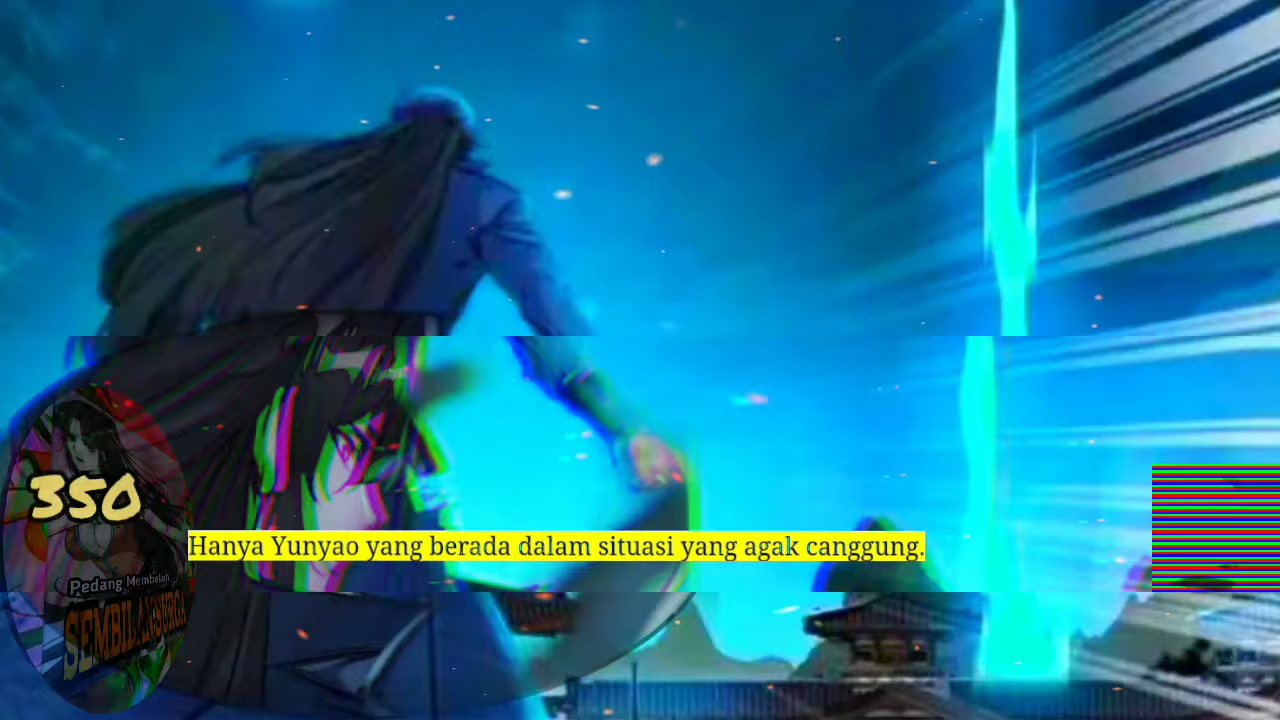 350
Hanya Yunyao yang berada dalam situasi yang agak canggung.
Pedang Membelah
SEMBILAN SURGA